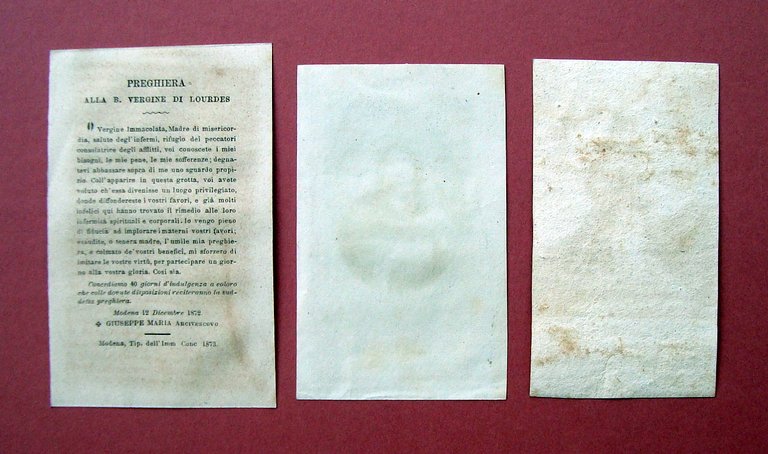 PREGHIERA
ALLA B. VERGINE DI LOURDES
O Vergine Immacolata, Madre di misericor-
dia, salute degl'infermi, rifugio dei peccatori
consolatrice degli afflitti, voi conoscete i miei
bisogni, le mie pene, le mie sofferenze; degna-
tevi abbassare sopra di me uno sguardo propi-
zio. Coll'apparire in questa grotta, voi avete
voluto ch'essa divenisse un luogo privilegiato,
donde diffondereste i vostri favori, e già molti
infelici qui hanno trovato il rimedio alle loro
infermità spirituali e corporali. Io vengo pieno
di fiducia ad implorare i materni vostri favori;
esaudite, o tenera madre, l'umile mia preghie-
ra, e colmato de' vostri benefici, mi sforzero di
imitare le vostre virtù, per partecipare un gior-
no alla vostra gloria. Così sia.
Concediamo 40 giorni d'indulgenza a coloro
che colle dovute disposizioni reciteranno la sud-
detta preghiera.
Modena 12 Dicembre 1872
✠ GIUSEPPE MARIA ARCIVESCOVO
Modena, Tip. dell'Imm Conc 1873.